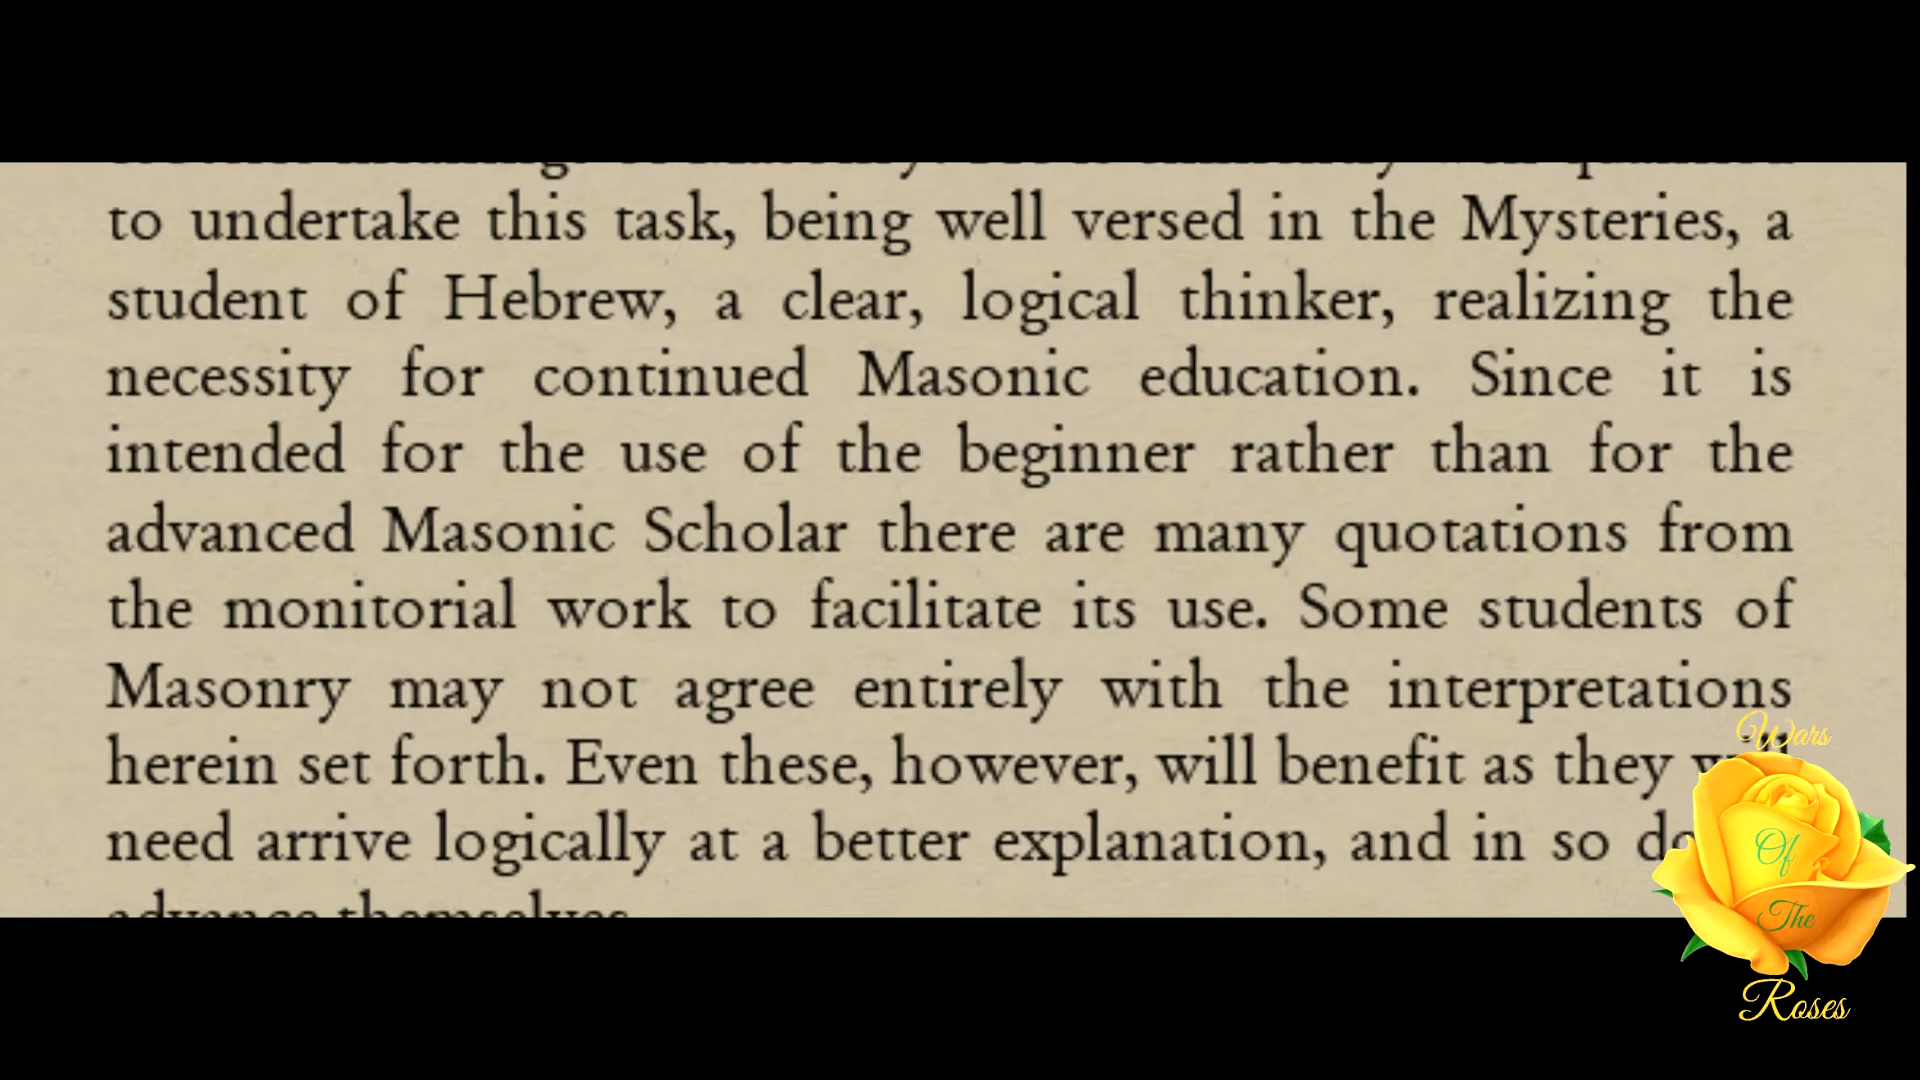 to undertake this task, being well versed in the Mysteries, a
student of Hebrew, a clear, logical thinker, realizing the
necessity for continued Masonic education. Since it is
intended for the use of the beginner rather than for the
advanced Masonic Scholar there are many quotations from
the monitorial work to facilitate its use. Some students of
Masonry may not agree entirely with the interpretations
herein set forth. Even these, however, will benefit as they
need arrive logically at a better explanation, and in so
advance themselves
Wars
Of
The
Roses